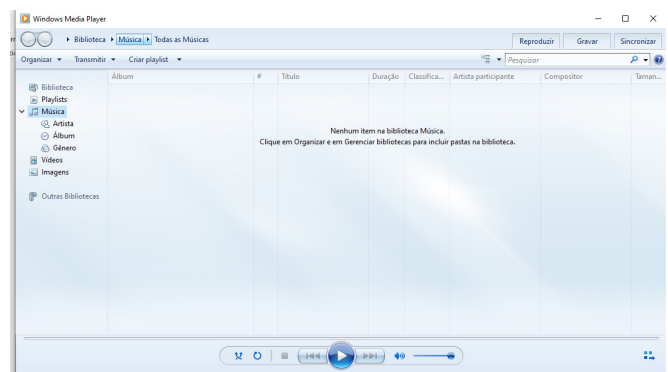 Windows Media Player
Biblioteca Música Todas as Músicas
Reproduzir Gravar Sincronizar
Organizar Transmitir Criar playlist Pesquisar
Álbum # Título Duração Classifica... Artista participante Compositor Taman...
Biblioteca
Playlists
Música
Artista
Álbum
Gênero
Vídeos
Imagens
Outras Bibliotecas
Nenhum item na biblioteca Música.
Clique em Organizar e em Gerenciar bibliotecas para incluir pastas na biblioteca.